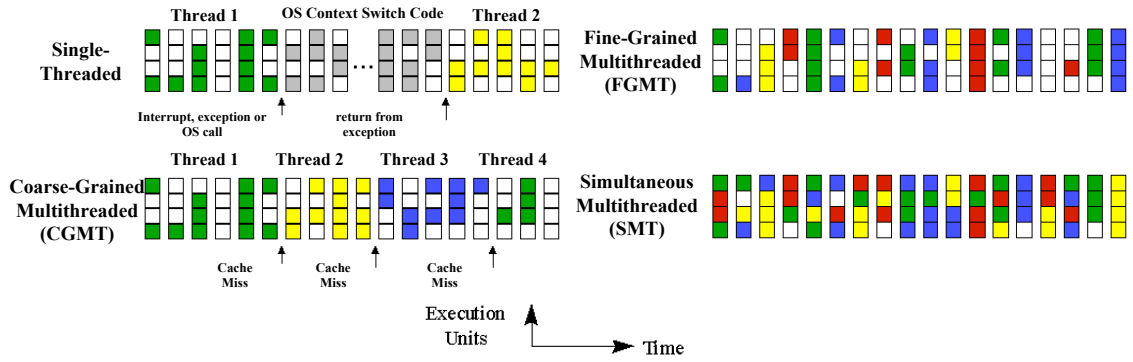 Thread 1
OS Context Switch Code
Thread 2
Single-
Threaded
...
Interrupt, exception or
OS call
return from
exception
Fine-Grained
Multithreaded
(FGMT)
Thread 1
Thread 2
Thread 3
Thread 4
Coarse-Grained
Multithreaded
(CGMT)
Cache
Miss
Cache
Miss
Cache
Miss
Simultaneous
Multithreaded
(SMT)
Execution
Units
Time